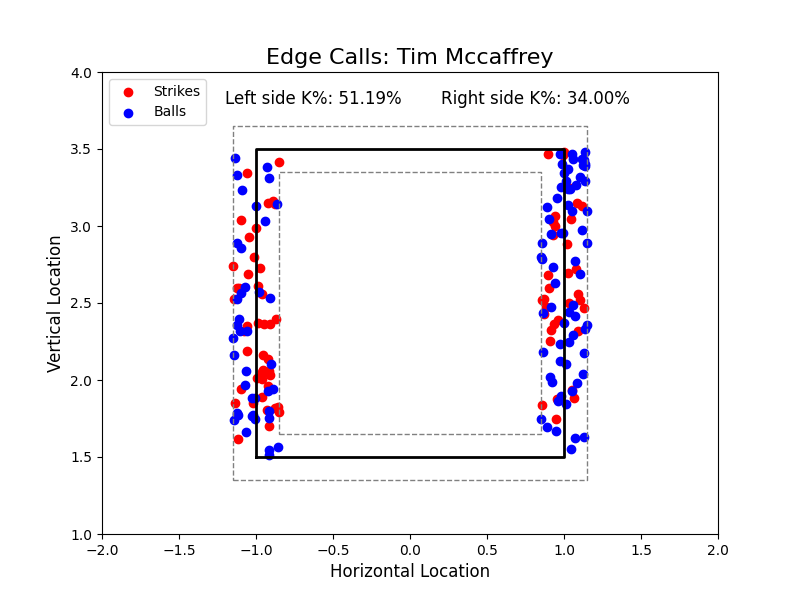 Edge Calls: Tim Mccaffrey
Strikes
Balls
Left side K%: 51.19%
Right side K%: 34.00%
Vertical Location
4.0
3.5
3.0
2.5
2.0
1.5
1.0
−2.0 −1.5 −1.0 −0.5 0.0 0.5 1.0 1.5 2.0
Horizontal Location